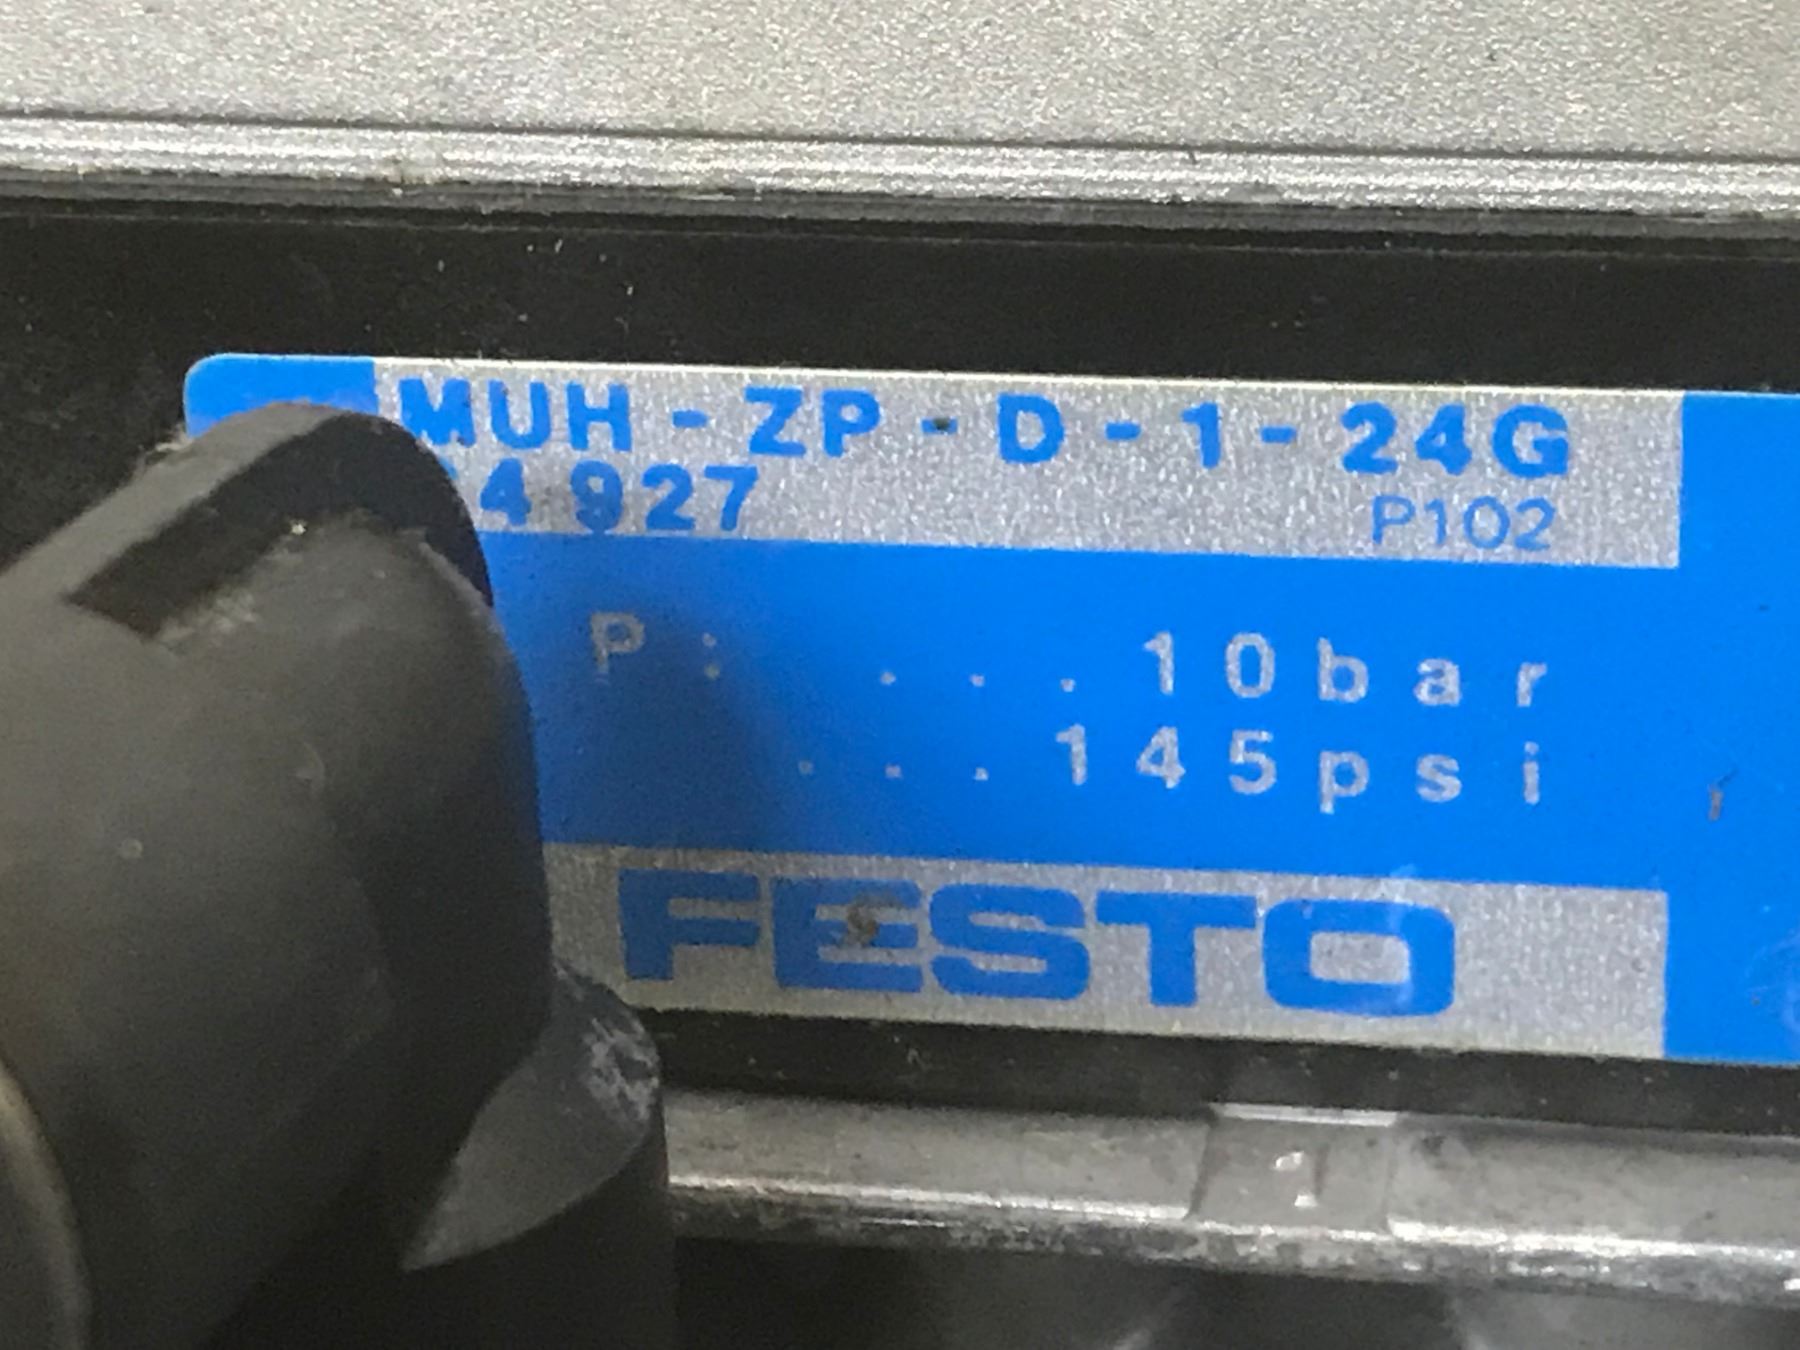 MUH-ZP-D-1-24G
4927
P102
P: ...10bar
...145psi
FESTO